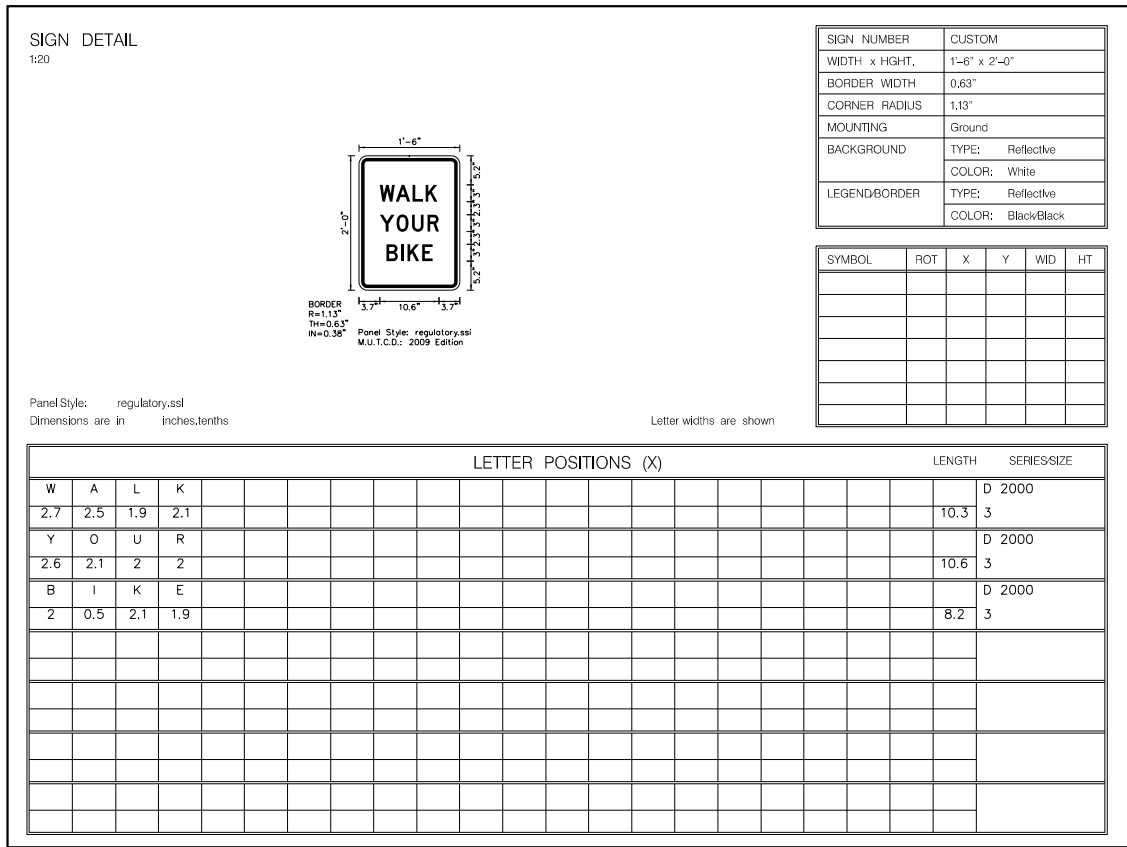 SIGN DETAIL
1:20
SIGN NUMBER CUSTOM
WIDTH x HGHT. 1'-6" x 2'-0"
BORDER WIDTH 0.63"
CORNER RADIUS 1.13"
MOUNTING Ground
BACKGROUND TYPE: Reflective
COLOR: White
LEGEND/BORDER TYPE: Reflective
COLOR: Black/Black
1'-6"
2'-0"
WALK
YOUR
BIKE
5.2"
3"
2.3"
3"
2.3"
3"
5.2"
3.7" 10.6" 3.7"
BORDER
R=1.13"
TH=0.63"
IN=0.38"
Panel Style: regulatory.ssi
M.U.T.C.D.: 2009 Edition
SYMBOL ROT X Y WID HT
Panel Style: regulatory.ssi
Dimensions are in inches.tenths
Letter widths are shown
LETTER POSITIONS (X) LENGTH SERIES/SIZE
W A L K D 2000
2.7 2.5 1.9 2.1 10.3 3
Y O U R D 2000
2.6 2.1 2 2 10.6 3
B I K E D 2000
2 0.5 2.1 1.9 8.2 3